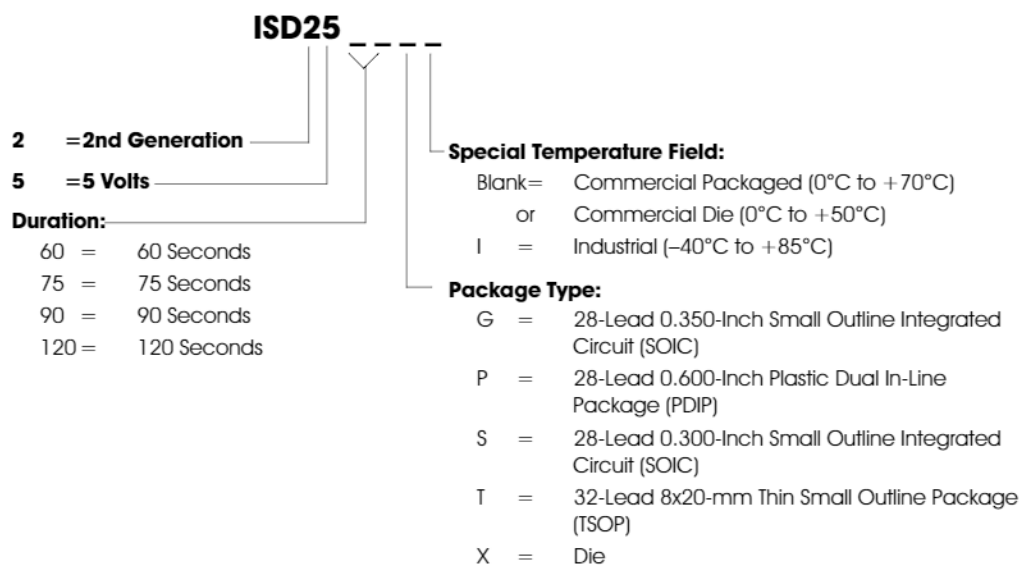 ISD25 _ _ _ _
2 =2nd Generation
5 =5 Volts
Duration:
60 = 60 Seconds
75 = 75 Seconds
90 = 90 Seconds
120= 120 Seconds
Special Temperature Field:
Blank= Commercial Packaged (0°C to +70°C)
or Commercial Die (0°C to +50°C)
I = Industrial (–40°C to +85°C)
Package Type:
G = 28-Lead 0.350-Inch Small Outline Integrated
Circuit (SOIC)
P = 28-Lead 0.600-Inch Plastic Dual In-Line
Package (PDIP)
S = 28-Lead 0.300-Inch Small Outline Integrated
Circuit (SOIC)
T = 32-Lead 8x20-mm Thin Small Outline Package
(TSOP)
X = Die